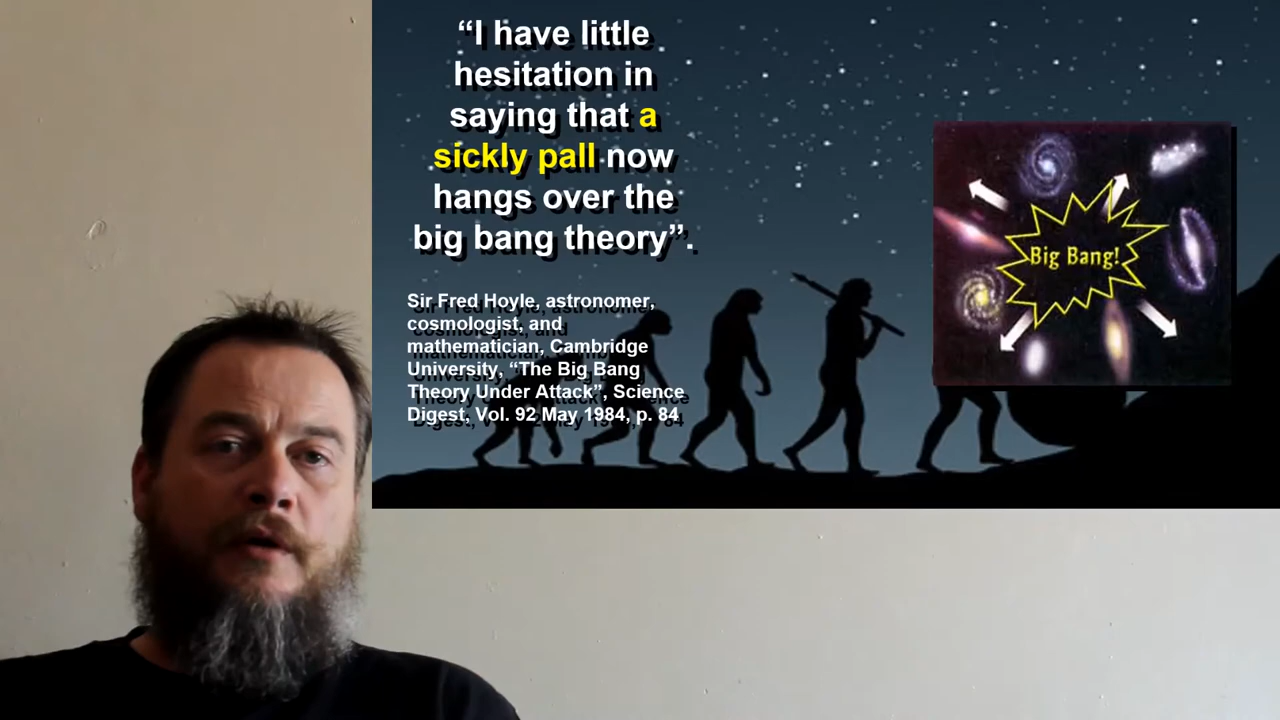 “I have little
hesitation in
saying that a
sickly pall now
hangs over the
big bang theory”.
Sir Fred Hoyle, astronomer,
cosmologist, and
mathematician, Cambridge
University, “The Big Bang
Theory Under Attack”, Science
Digest, Vol. 92 May 1984, p. 84
Big Bang!